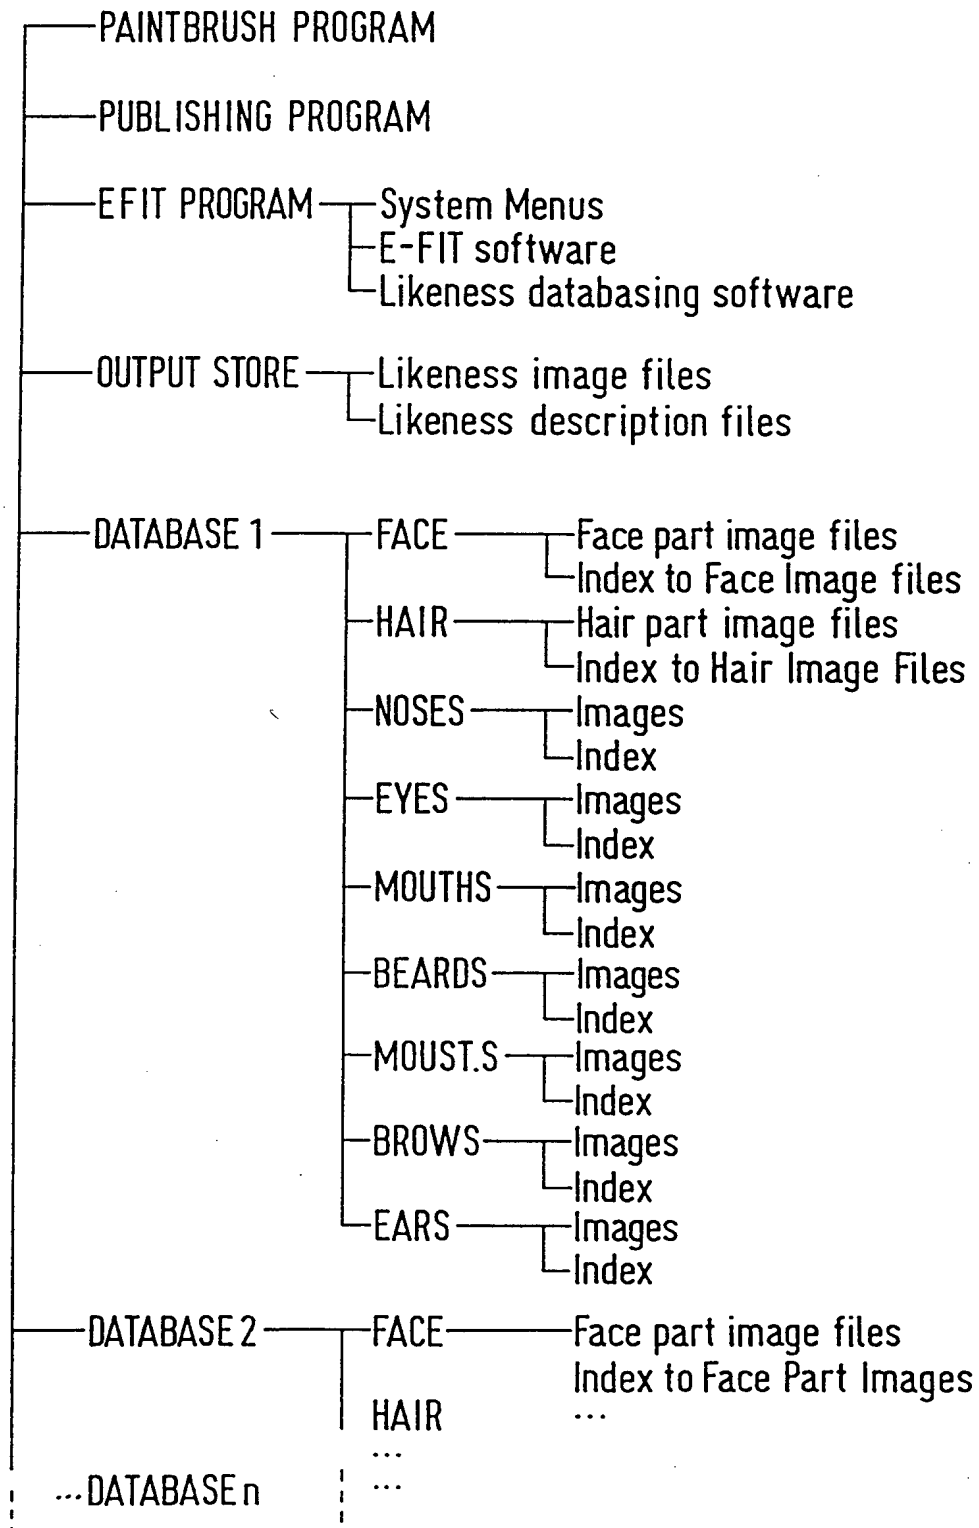 PAINTBRUSH PROGRAM
PUBLISHING PROGRAM
EFIT PROGRAM System Menus
E-FIT software
Likeness databasing software
OUTPUT STORE Likeness image files
Likeness description files
DATABASE 1 FACE Face part image files
Index to Face Image files
HAIR Hair part image files
Index to Hair Image Files
NOSES Images
Index
EYES Images
Index
MOUTHS Images
Index
BEARDS Images
Index
MOUST.S Images
Index
BROWS Images
Index
EARS Images
Index
DATABASE 2 FACE Face part image files
Index to Face Part Images
HAIR ...
...
...DATABASE n ...